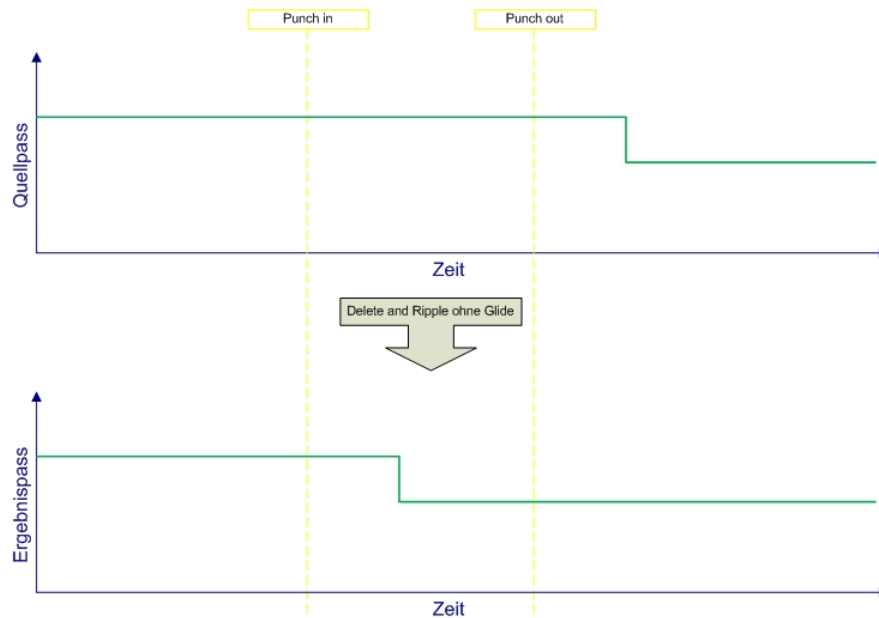 Punch in
Punch out
Quellpass
Zeit
Delete and Ripple ohne Glide
Ergebnispass
Zeit